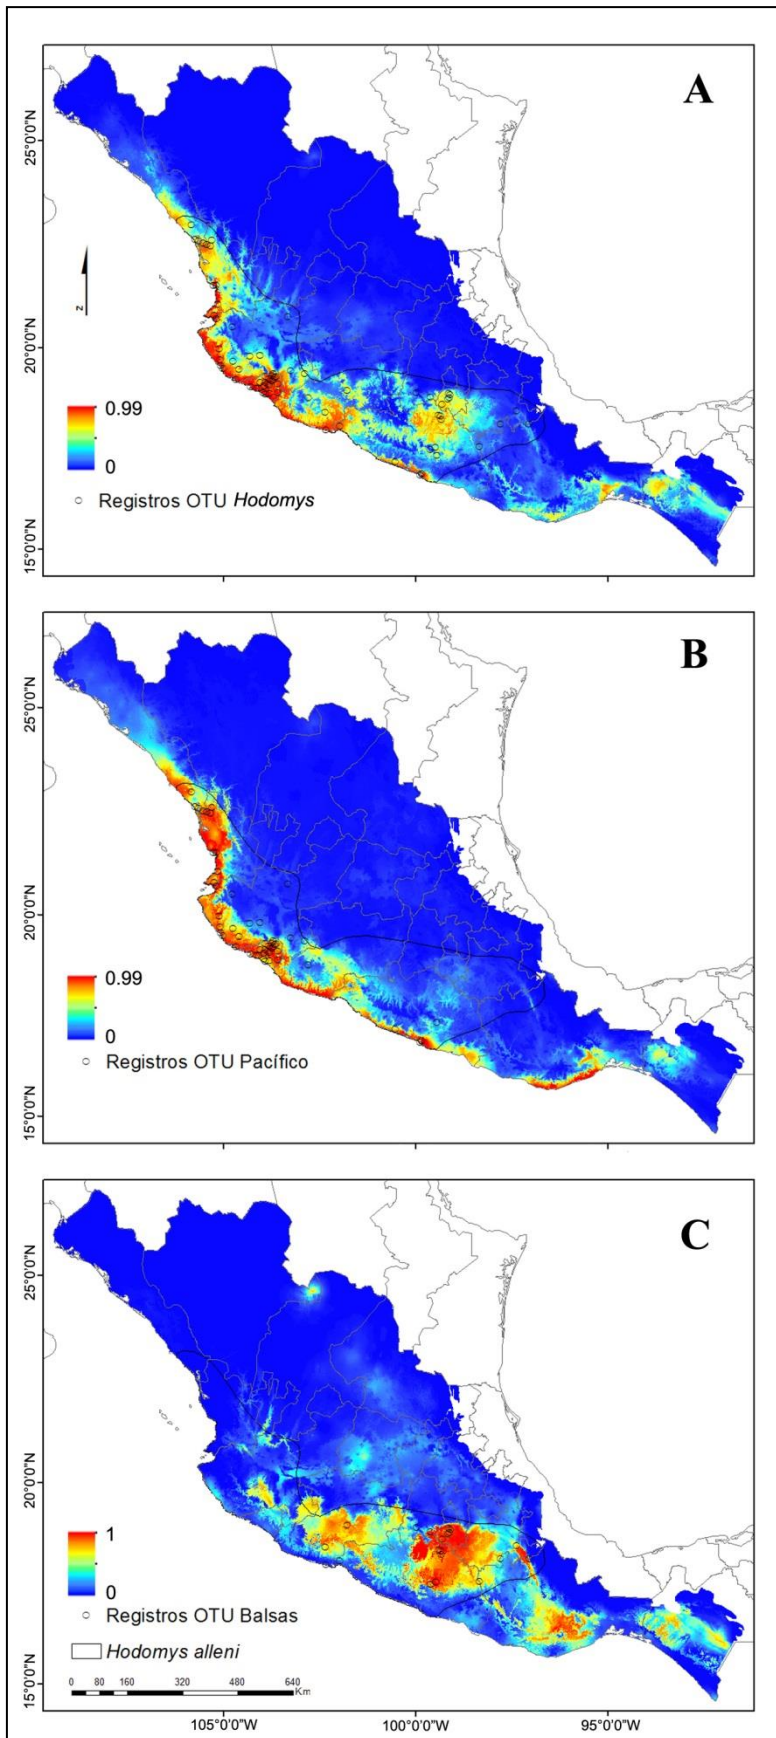 A
25°0'0"N
20°0'0"N
15°0'0"N
z
0.99
0
Registros OTU Hodomys
B
25°0'0"N
20°0'0"N
15°0'0"N
0.99
0
Registros OTU Pacífico
C
25°0'0"N
20°0'0"N
15°0'0"N
1
0
Registros OTU Balsas
Hodomys alleni
0 80 160 320 480 640
Km
105°0'0"W 100°0'0"W 95°0'0"W